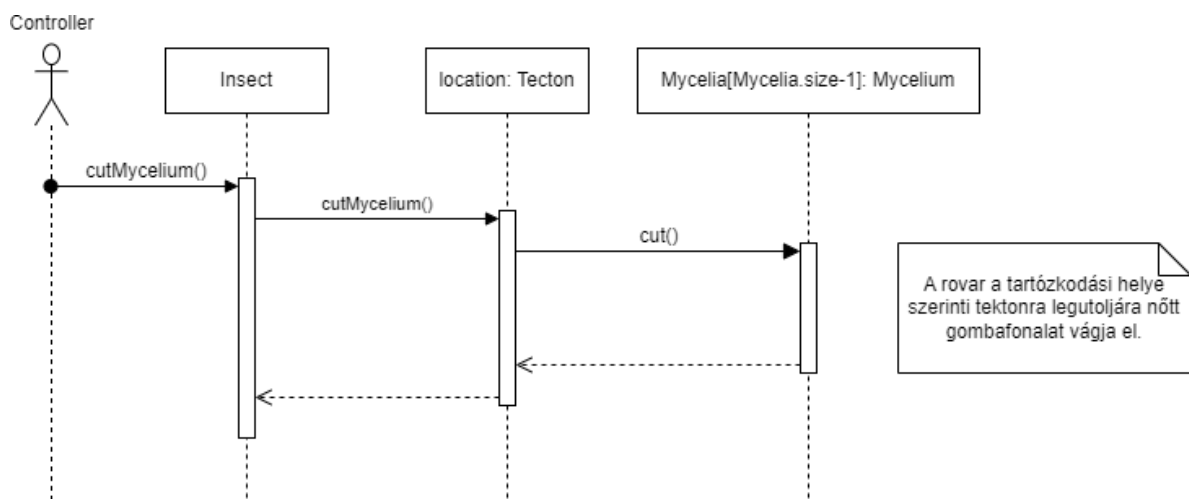 Controller
Insect
location: Tecton
Mycelia[Mycelia.size-1]: Mycelium
cutMycelium()
cutMycelium()
cut()
A rovar a tartózkodási helye
szerinti tektonra legutoljára nőtt
gombafonalat vágja el.